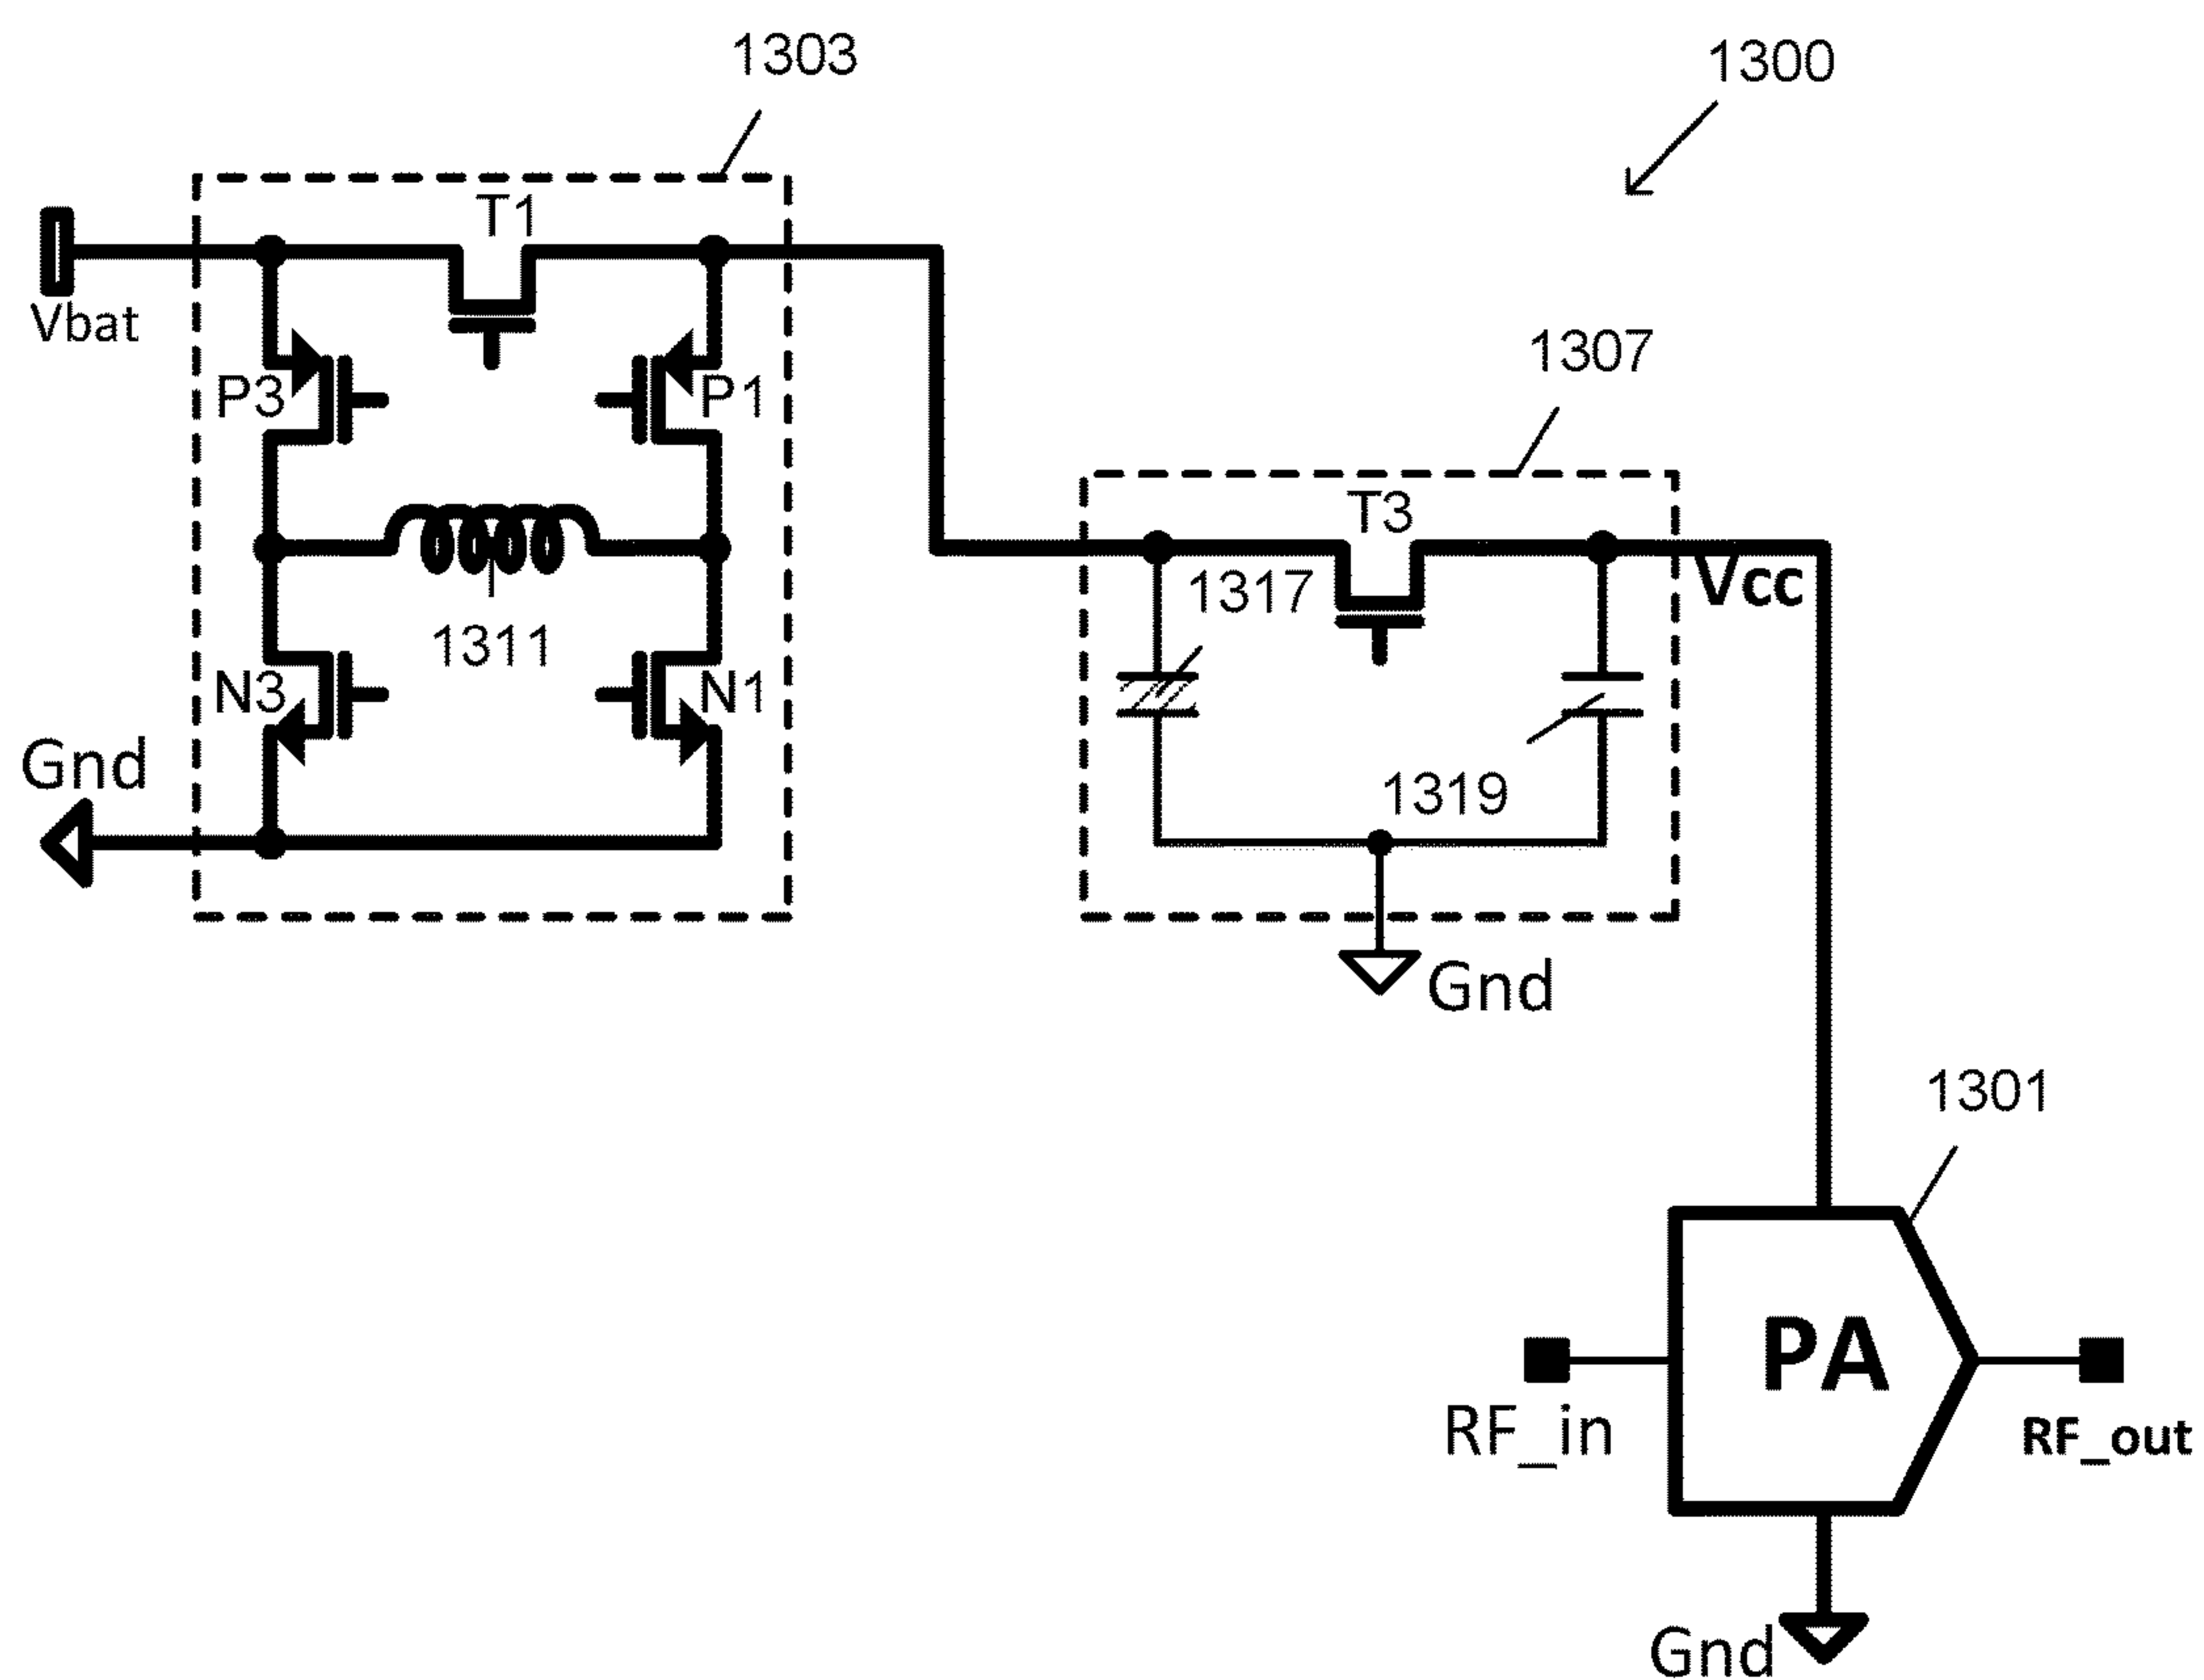 1303
1300
T1
Vbat
1307
P3
P1
T3
1317
Vcc
1311
N3
N1
Gnd
1319
Gnd
1301
PA
RF_in
RF_out
Gnd